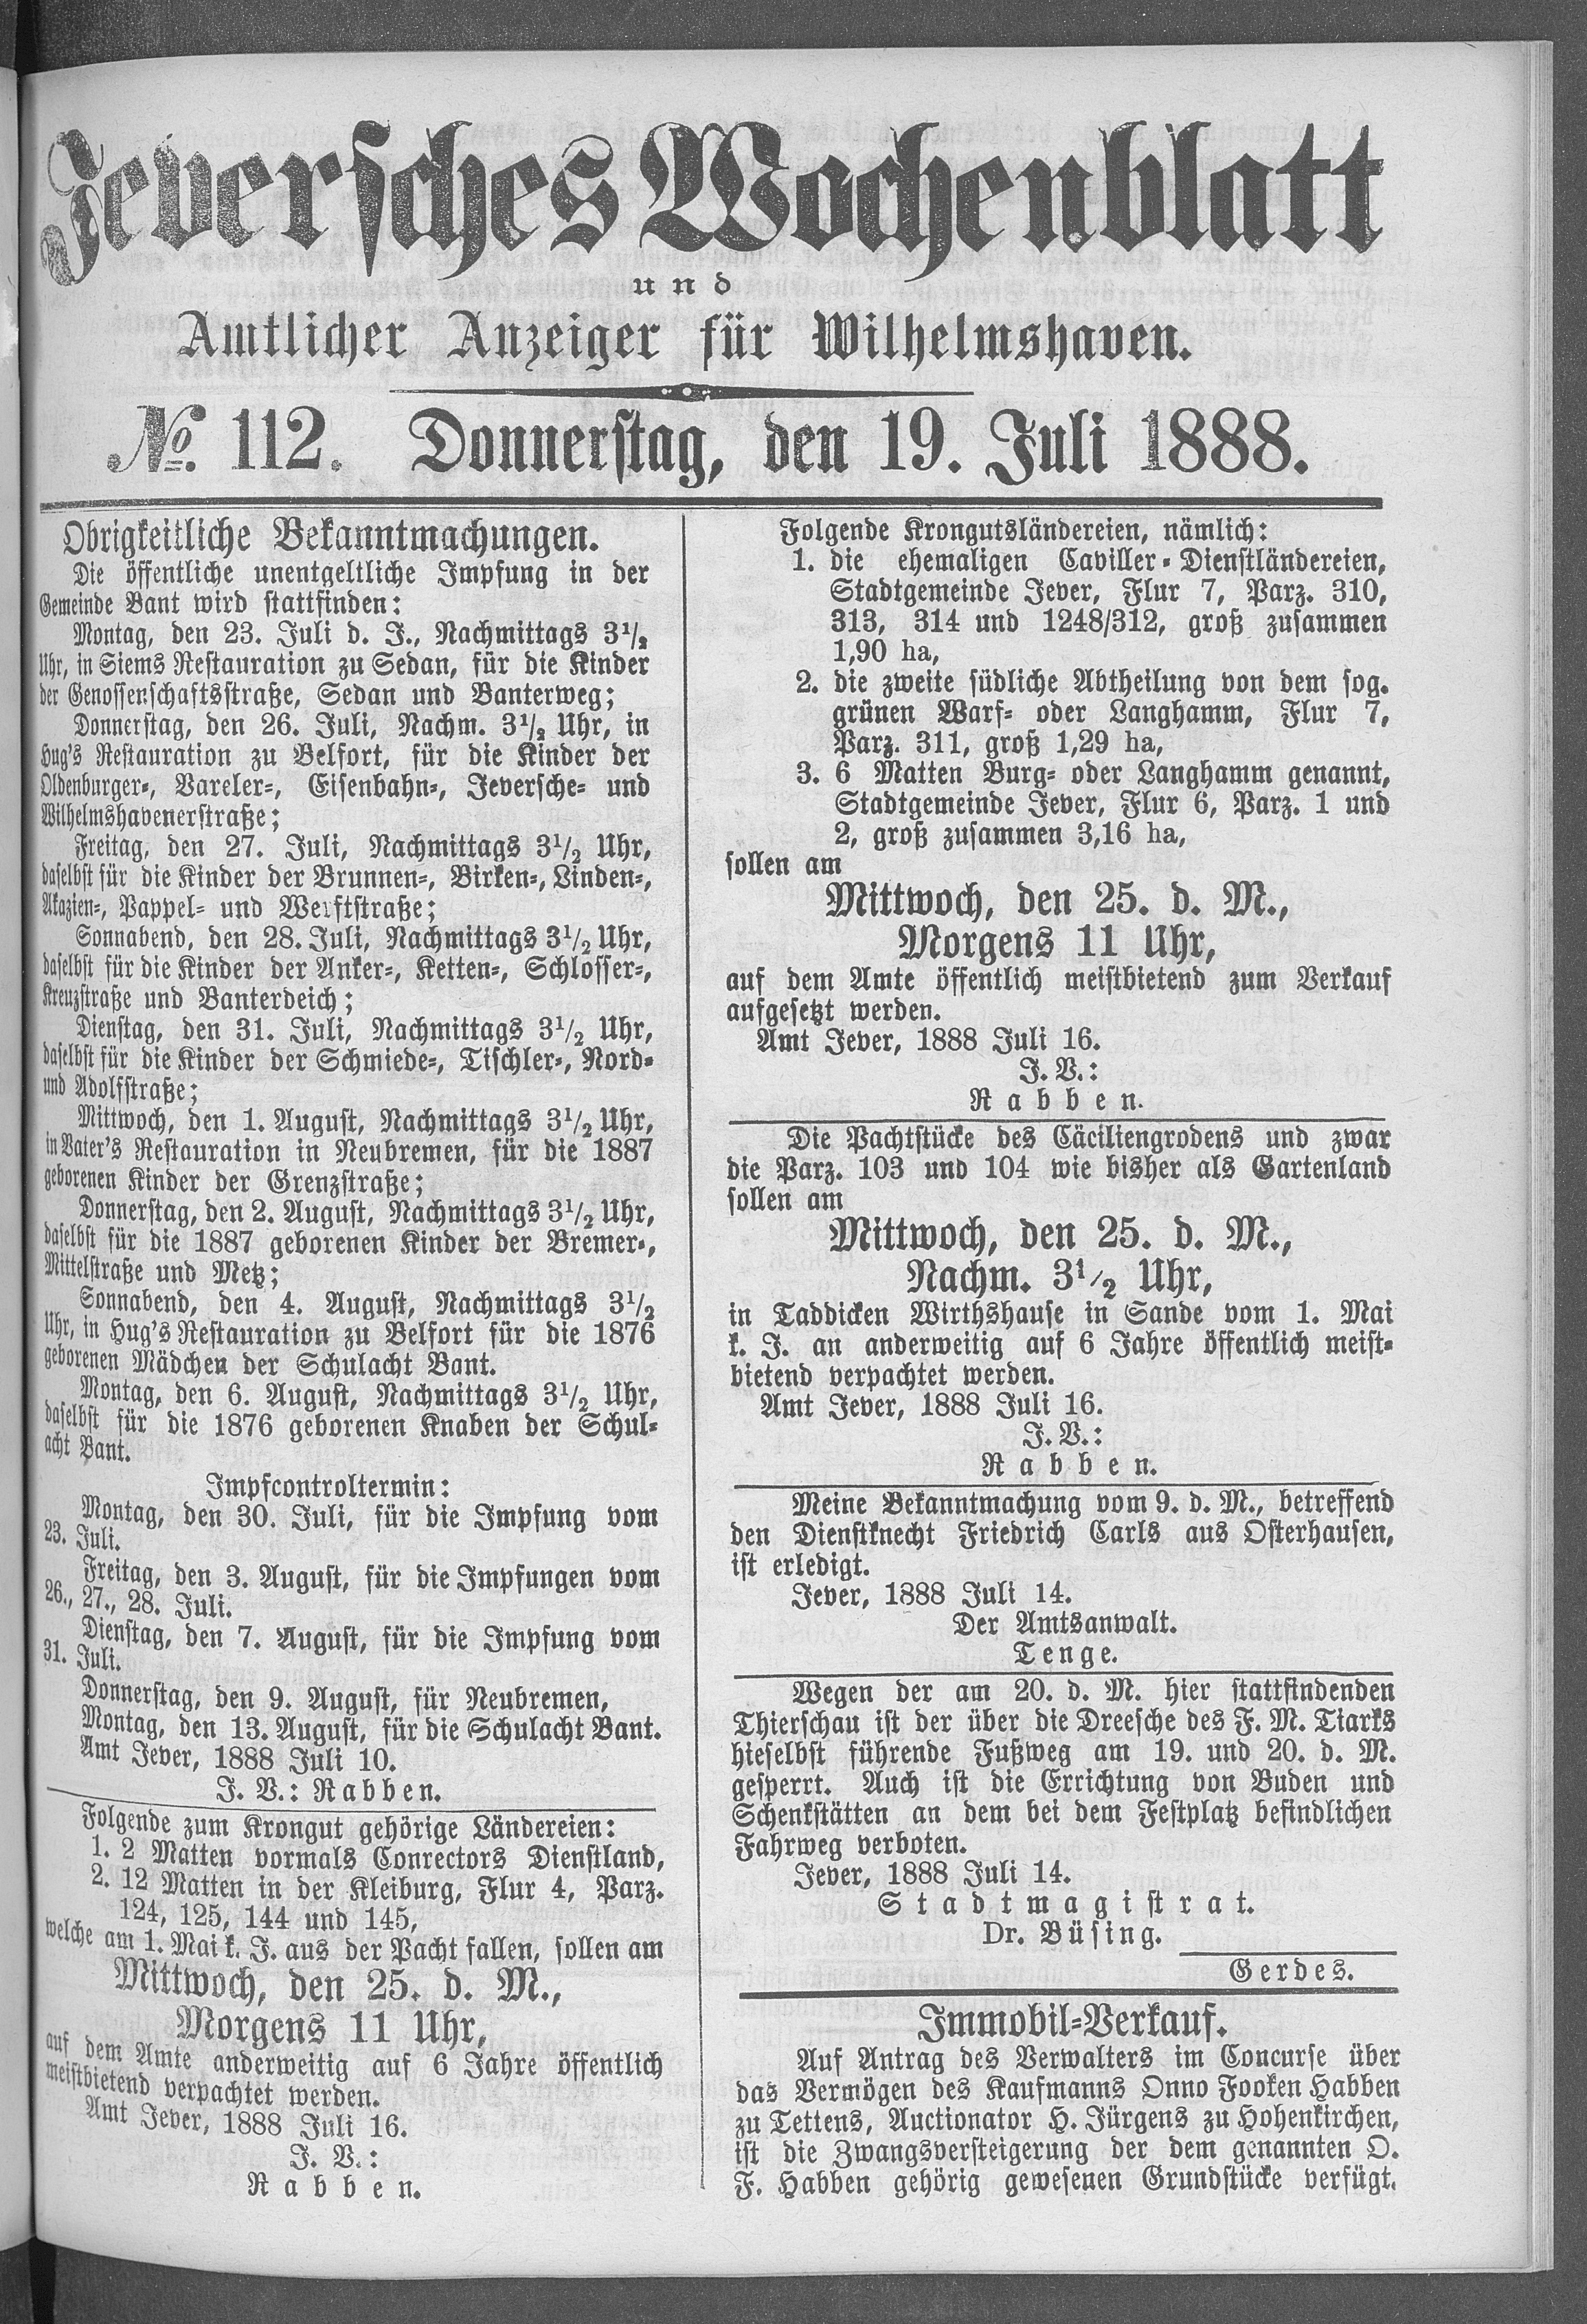 Jeversches Wochenblatt
und
Amtlicher Anzeiger für Wilhelmshaven.
No. 112. Donnerstag, den 19. Juli 1888.
Obrigkeitliche Bekanntmachungen.
Die öffentliche unentgeltliche Impfung in der
Gemeinde Bant wird stattfinden:
Montag, den 23. Juli d. J., Nachmittags 3½
Uhr, in Siems Restauration zu Sedan, für die Kinder
der Genossenschaftsstraße, Sedan und Banterweg;
Donnerstag, den 26. Juli, Nachm. 3½ Uhr, in
Hug's Restauration zu Belfort, für die Kinder der
Oldenburger-, Vareler-, Eisenbahn-, Jeversche- und
Wilhelmshavenerstraße;
Freitag, den 27. Juli, Nachmittags 3½ Uhr,
daselbst für die Kinder der Brunnen-, Birken-, Linden-,
Akazien-, Pappel- und Werftstraße;
Sonnabend, den 28. Juli, Nachmittags 3½ Uhr,
daselbst für die Kinder der Anker-, Ketten-, Schlosser-,
Kreuzstraße und Banterdeich;
Dienstag, den 31. Juli, Nachmittags 3½ Uhr,
daselbst für die Kinder der Schmiede-, Tischler-, Nord-
und Adolfstraße;
Mittwoch, den 1. August, Nachmittags 3½ Uhr,
in Vater's Restauration in Neubremen, für die 1887
geborenen Kinder der Grenzstraße;
Donnerstag, den 2. August, Nachmittags 3½ Uhr,
daselbst für die 1887 geborenen Kinder der Bremer-,
Mittelstraße und Metz;
Sonnabend, den 4. August, Nachmittags 3½
Uhr, in Hug's Restauration zu Belfort für die 1876
geborenen Mädchen der Schulacht Bant.
Montag, den 6. August, Nachmittags 3½ Uhr,
daselbst für die 1876 geborenen Knaben der Schul-
acht Bant.
Impfcontroltermin:
Montag, den 30. Juli, für die Impfung vom
23. Juli.
Freitag, den 3. August, für die Impfungen vom
26., 27., 28. Juli.
Dienstag, den 7. August, für die Impfung vom
31. Juli.
Donnerstag, den 9. August, für Neubremen,
Montag, den 13. August, für die Schulacht Bant.
Amt Jever, 1888 Juli 10.
J. V.: Rabben.
Folgende zum Krongut gehörige Ländereien:
1. 2 Matten vormals Conrectors Dienstland,
2. 12 Matten in der Kleiburg, Flur 4, Parz.
124, 125, 144 und 145,
welche am 1. Mai k. J. aus der Pacht fallen, sollen am
Mittwoch, den 25. d. M.,
Morgens 11 Uhr,
auf dem Amte anderweitig auf 6 Jahre öffentlich
meistbietend verpachtet werden.
Amt Jever, 1888 Juli 16.
J. V.:
Rabben.
Folgende Krongutsländereien, nämlich:
1. die ehemaligen Caviller-Dienstländereien,
Stadtgemeinde Jever, Flur 7, Parz. 310,
313, 314 und 1248/312, groß zusammen
1,90 ha,
2. die zweite südliche Abtheilung von dem sog.
grünen Warf- oder Langhamm, Flur 7,
Parz. 311, groß 1,29 ha,
3. 6 Matten Burg- oder Langhamm genannt,
Stadtgemeinde Jever, Flur 6, Parz. 1 und
2, groß zusammen 3,16 ha,
sollen am
Mittwoch, den 25. d. M.,
Morgens 11 Uhr,
auf dem Amte öffentlich meistbietend zum Verkauf
aufgesetzt werden.
Amt Jever, 1888 Juli 16.
J. V.:
Rabben.
Die Pachtstücke des Cäciliengrodens und zwar
die Parz. 103 und 104 wie bisher als Gartenland
sollen am
Mittwoch, den 25. d. M.,
Nachm. 3½ Uhr,
in Taddicken Wirthshause in Sande vom 1. Mai
k. J. an anderweitig auf 6 Jahre öffentlich meist-
bietend verpachtet werden.
Amt Jever, 1888 Juli 16.
J. V.:
Rabben.
Meine Bekanntmachung vom 9. d. M., betreffend
den Dienstknecht Friedrich Carls aus Osterhausen,
ist erledigt.
Jever, 1888 Juli 14.
Der Amtsanwalt.
Tenge.
Wegen der am 20. d. M. hier stattfindenden
Thierschau ist der über die Dreesche des F. M. Tiarks
hieselbst führende Fußweg am 19. und 20. d. M.
gesperrt. Auch ist die Errichtung von Buden und
Schenkstätten an dem bei dem Festplatz befindlichen
Fahrweg verboten.
Jever, 1888 Juli 14.
Stadtmagistrat.
Dr. Büsing.
Gerdes.
Immobil-Verkauf.
Auf Antrag des Verwalters im Concurse über
das Vermögen des Kaufmanns Onno Fooken Habben
zu Tettens, Auctionator H. Jürgens zu Hohenkirchen,
ist die Zwangsversteigerung der dem genannten O.
F. Habben gehörig gewesenen Grundstücke verfügt.